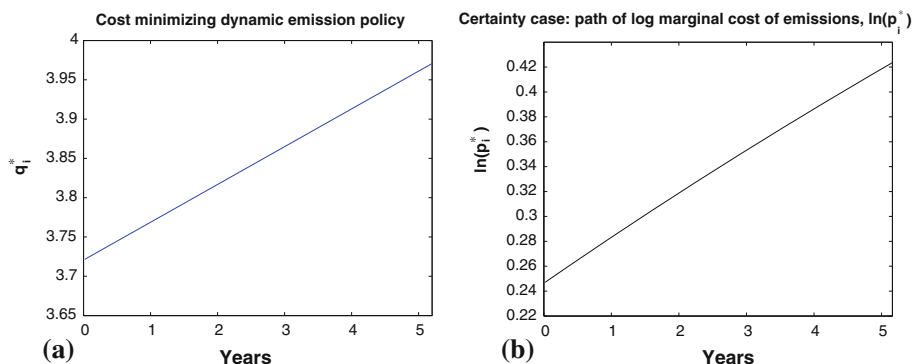 Cost minimizing dynamic emission policy
4
3.95
3.9
3.85
3.8
3.75
3.7
3.65
q*i
0 1 2 3 4 5
Years
(a)
Certainty case: path of log marginal cost of emissions, ln(p*i)
0.42
0.4
0.38
0.36
0.34
0.32
0.3
0.28
0.26
0.24
0.22
ln(p*i)
0 1 2 3 4 5
Years
(b)